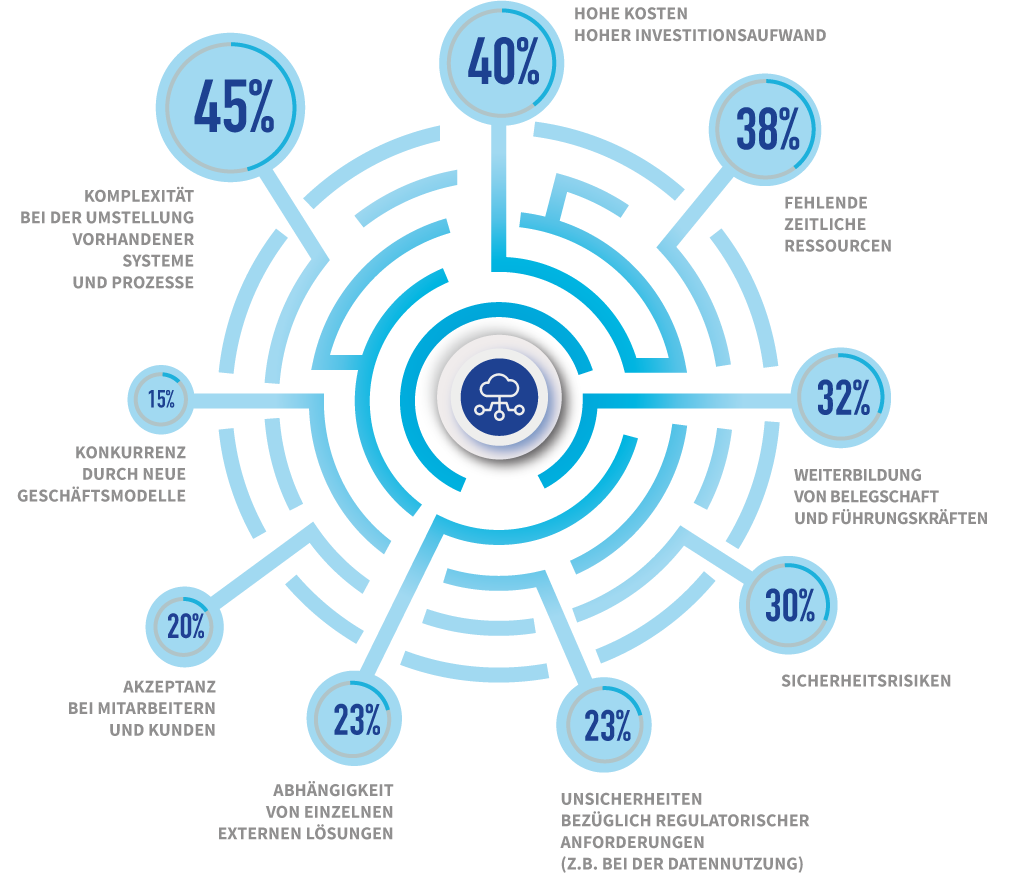 40%
HOHE KOSTEN
HOHER INVESTITIONSAUFWAND
38%
FEHLENDE
ZEITLICHE
RESSOURCEN
32%
WEITERBILDUNG
VON BELEGSCHAFT
UND FÜHRUNGSKRÄFTEN
30%
SICHERHEITSRISIKEN
23%
UNSICHERHEITEN
BEZÜGLICH REGULATORISCHER
ANFORDERUNGEN
(Z.B. BEI DER DATENNUTZUNG)
23%
ABHÄNGIGKEIT
VON EINZELNEN
EXTERNEN LÖSUNGEN
20%
AKZEPTANZ
BEI MITARBEITERN
UND KUNDEN
15%
KONKURRENZ
DURCH NEUE
GESCHÄFTSMODELLE
45%
KOMPLEXITÄT
BEI DER UMSTELLUNG
VORHANDENER
SYSTEME
UND PROZESSE